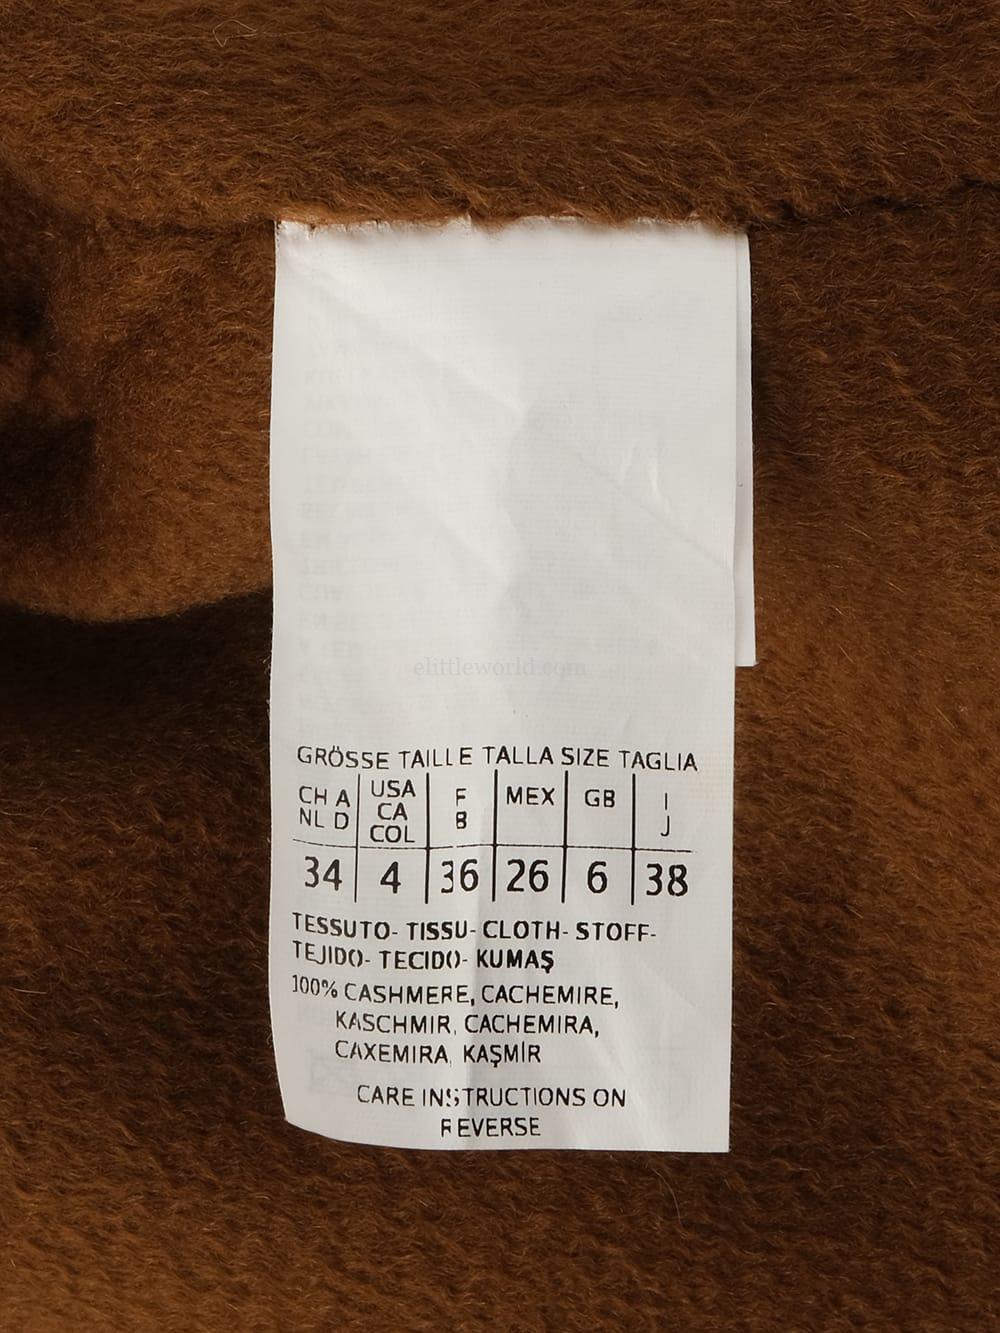 elittleworld.com
GRÖSSE TAILLE TALLA SIZE TAGLIA
CH A USA F MEX GB I
NL D CA B J
COL
34 4 36 26 6 38
TESSUTO- TISSU- CLOTH- STOFF-
TEJIDO- TECIDO- KUMAŞ
100% CASHMERE, CACHEMIRE,
KASCHMIR, CACHEMIRA,
CAXEMIRA, KAŞMİR
CARE INSTRUCTIONS ON
REVERSE